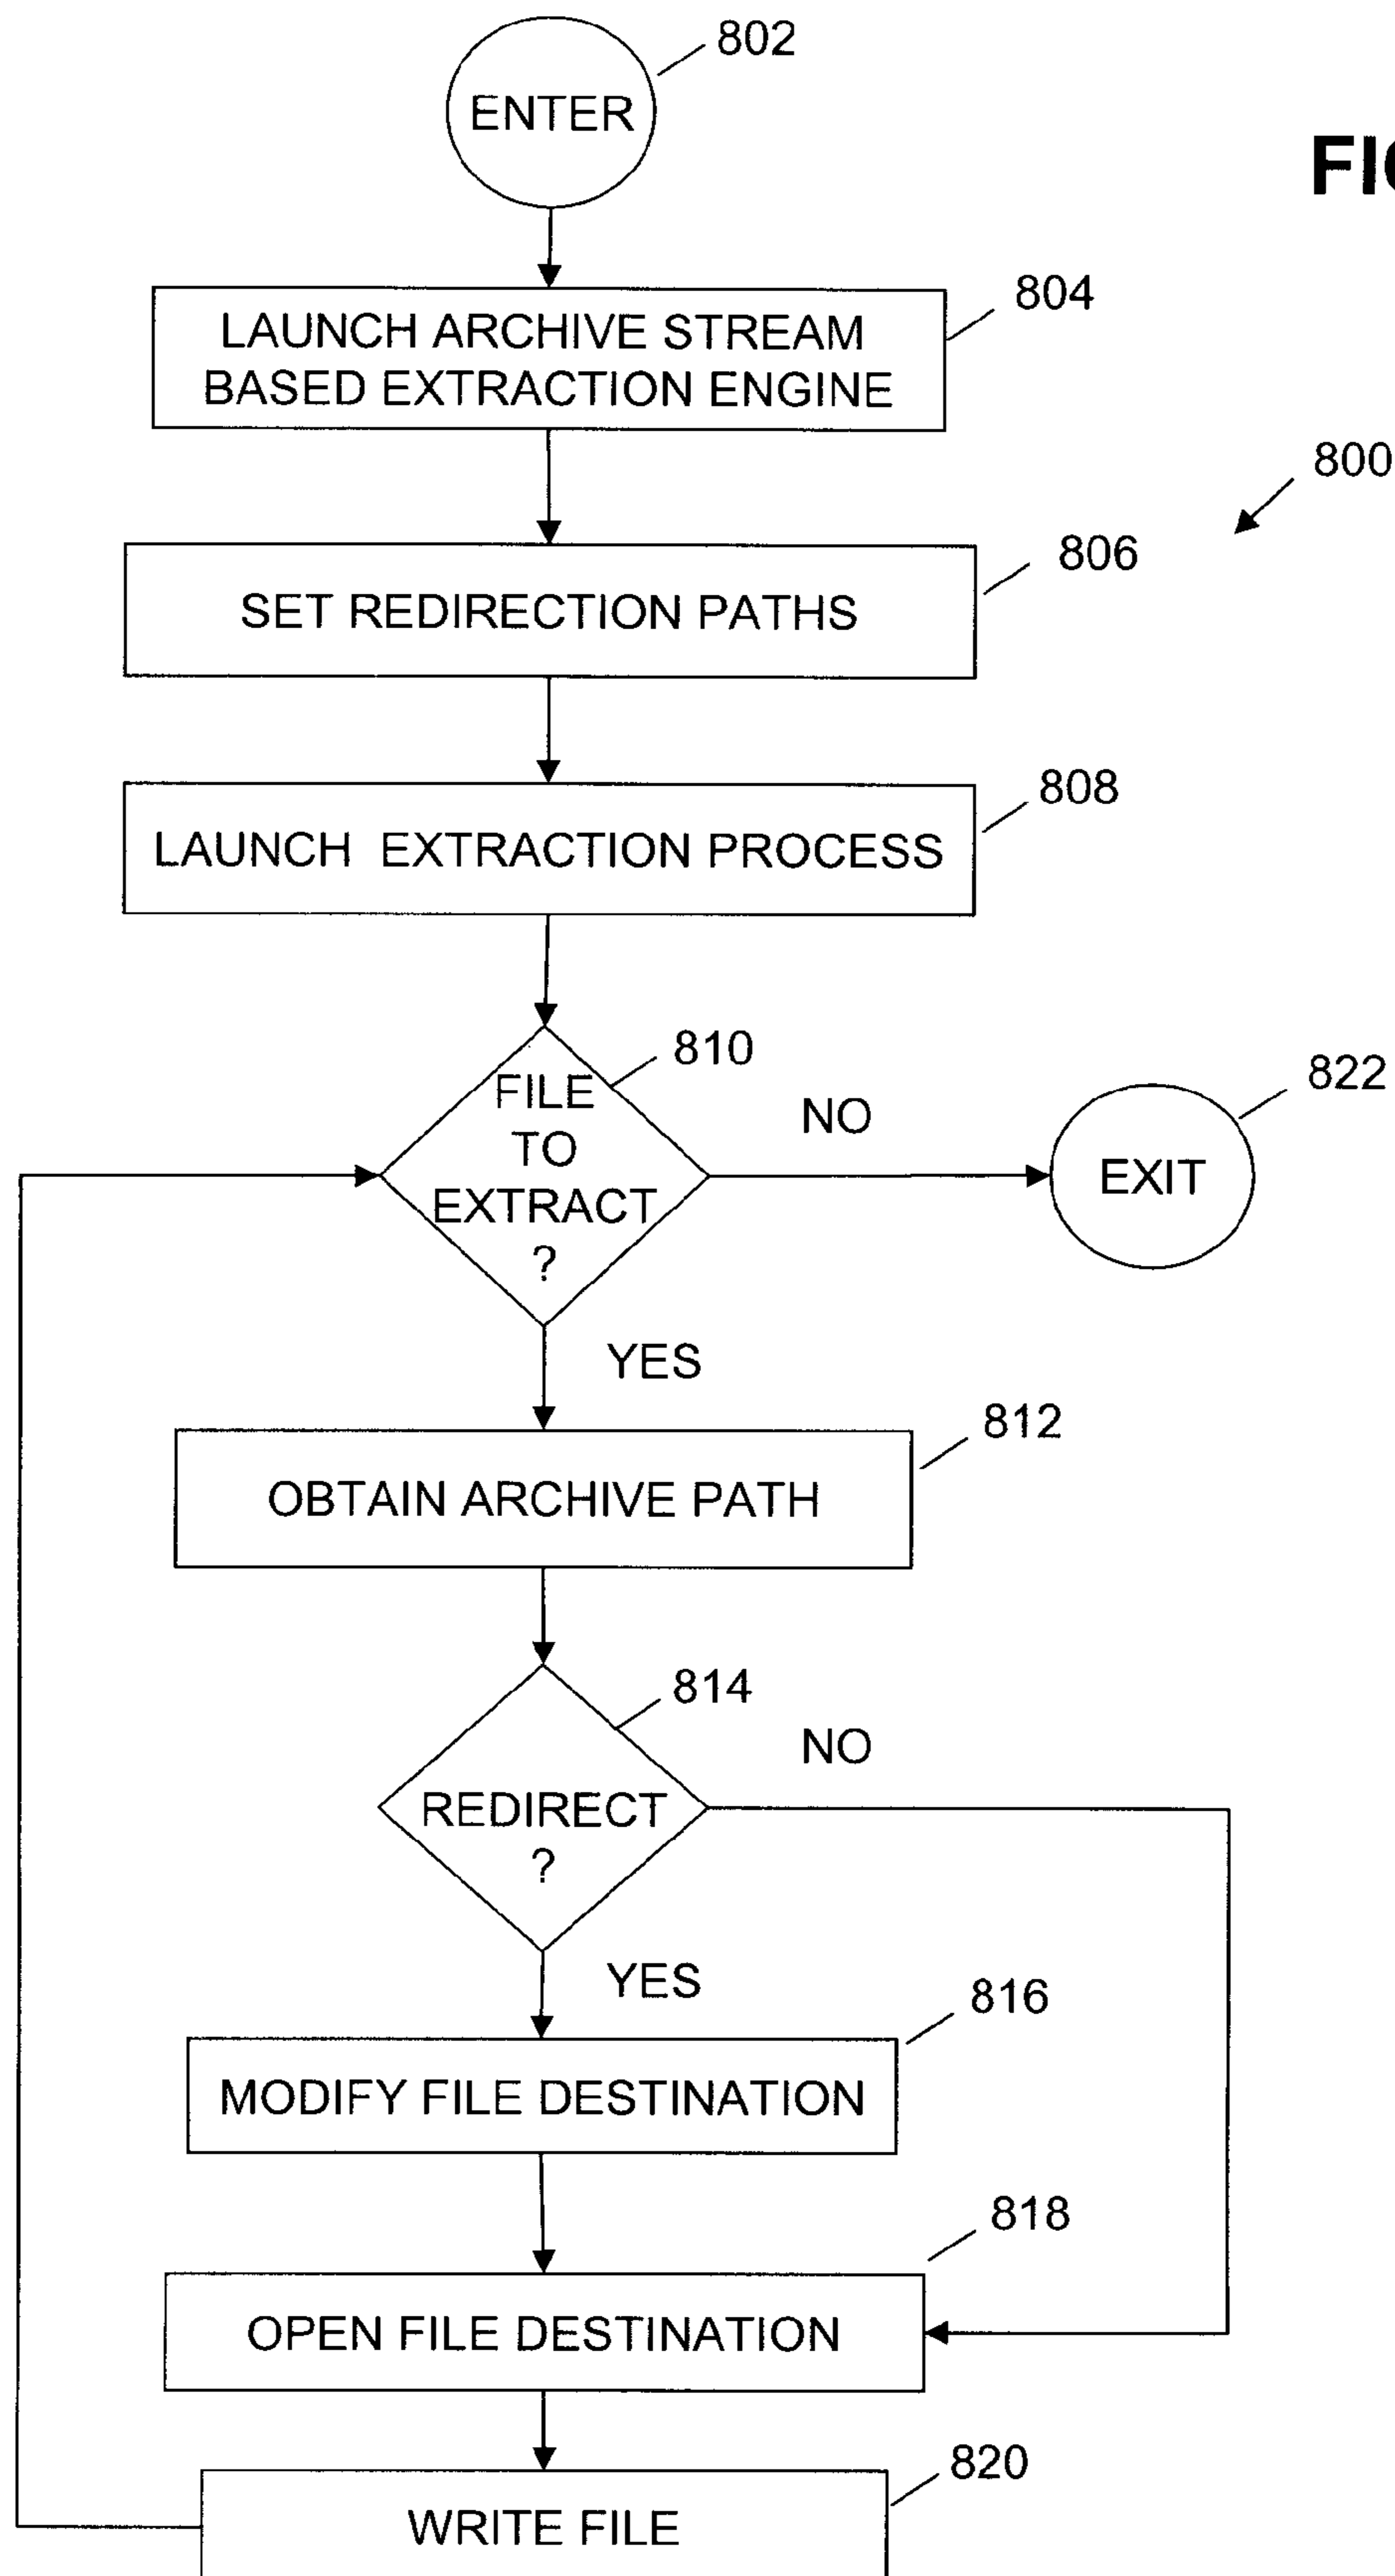 802
ENTER
FIG
804
LAUNCH ARCHIVE STREAM
BASED EXTRACTION ENGINE
800
806
SET REDIRECTION PATHS
808
LAUNCH EXTRACTION PROCESS
810
FILE
TO
EXTRACT
?
NO
822
EXIT
YES
812
OBTAIN ARCHIVE PATH
814
NO
REDIRECT
?
YES
816
MODIFY FILE DESTINATION
818
OPEN FILE DESTINATION
820
WRITE FILE